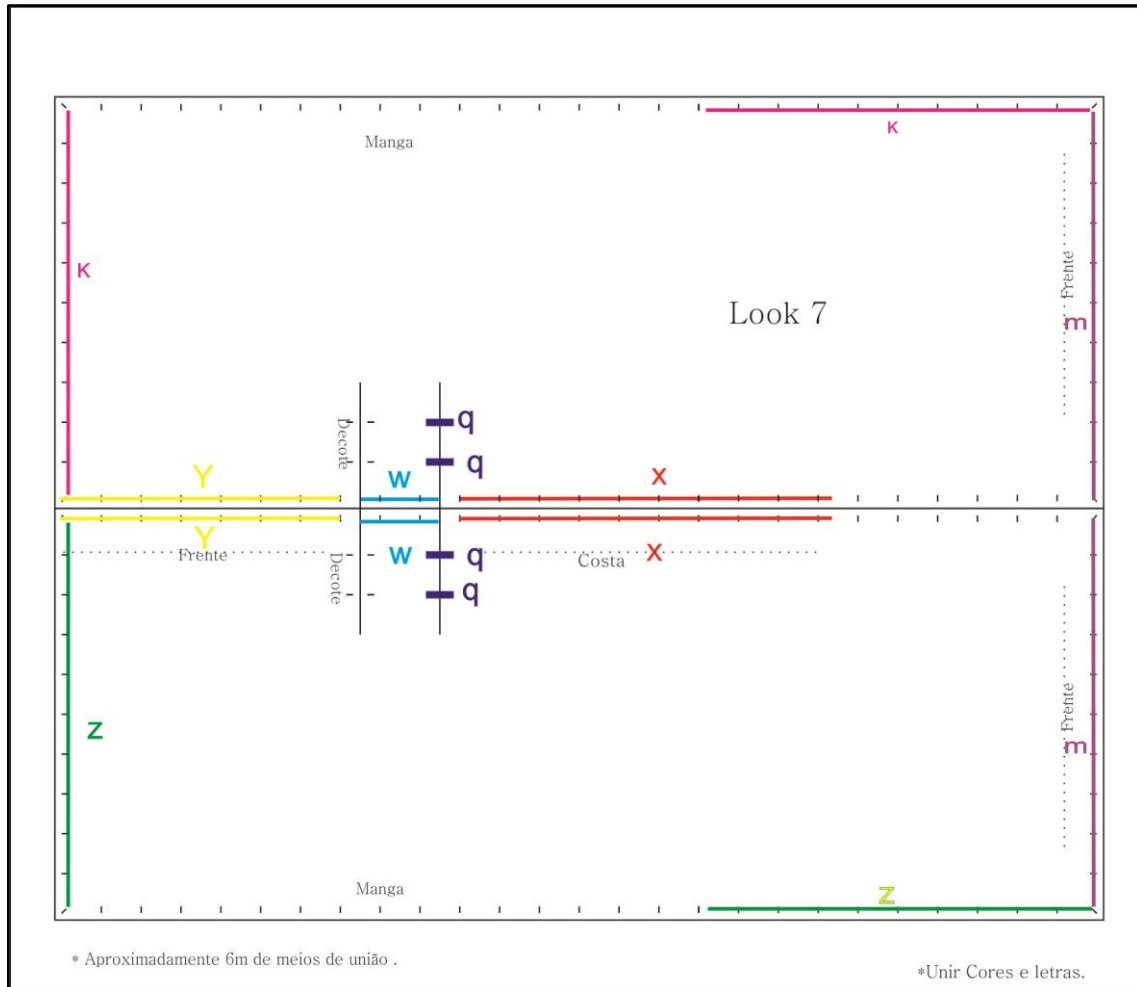 Manga
K
K
Frente
Look 7
m
Decote
q
q
Y
W
X
Y
Frente
Decote
W
q
q
Costa
X
Frente
Z
m
Manga
Z
* Aproximadamente 6m de meios de união .
*Unir Cores e letras.